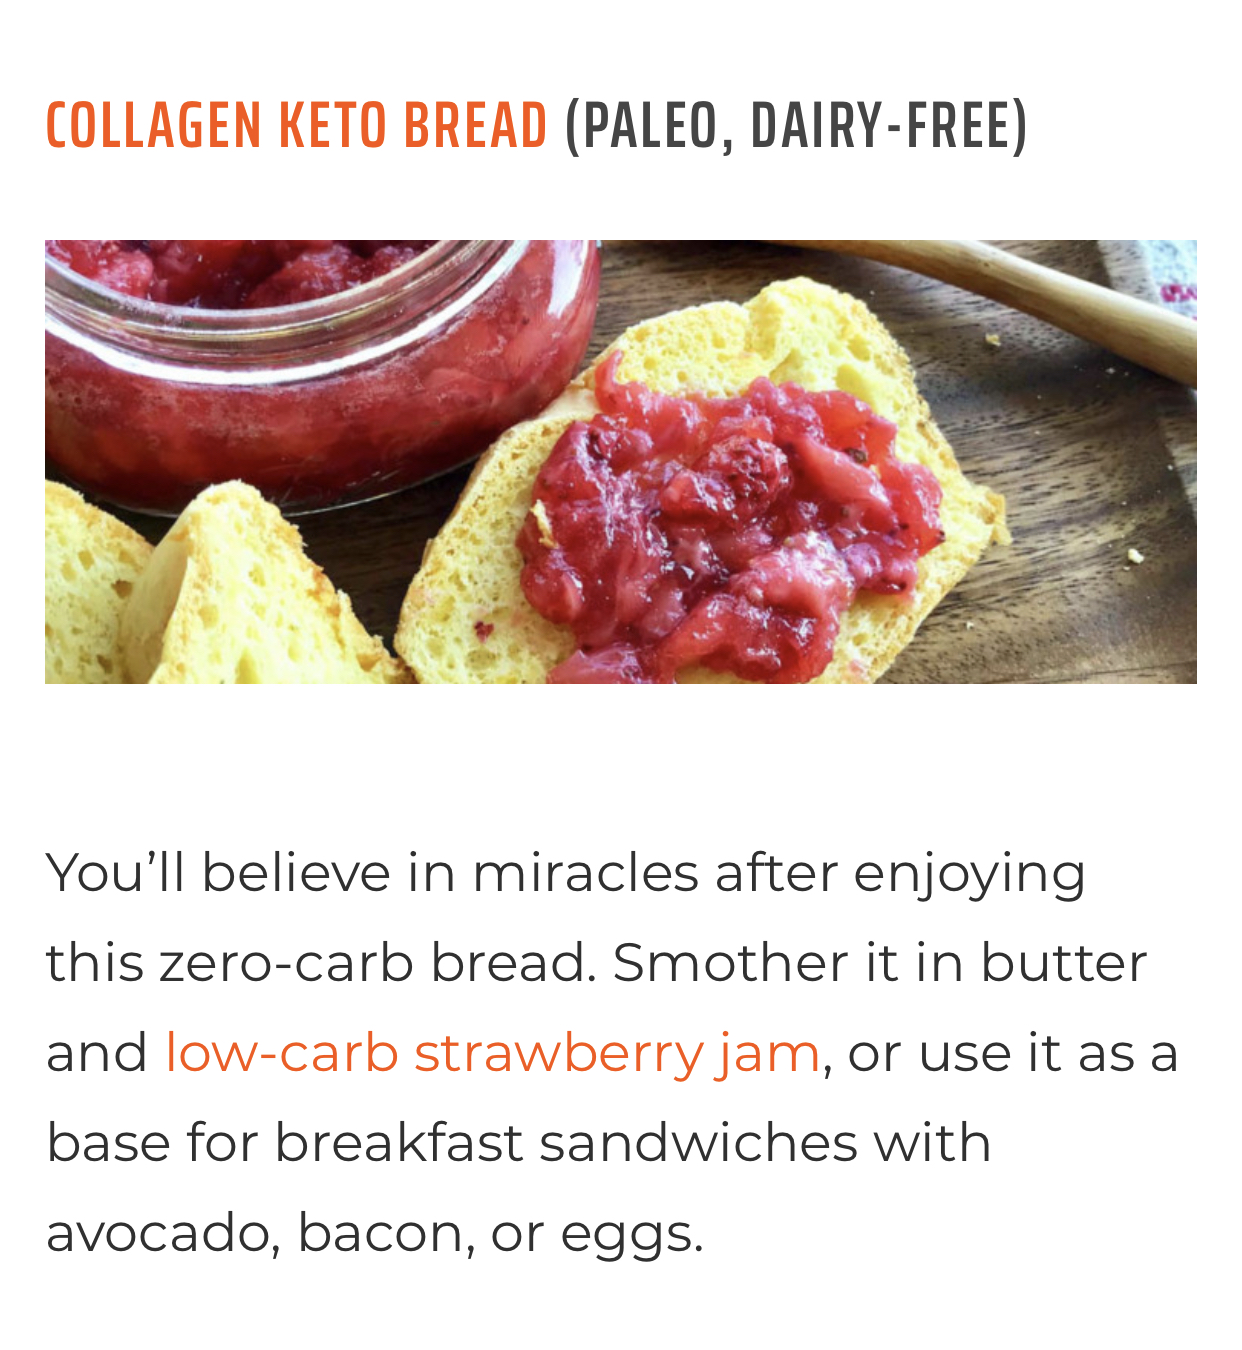 COLLAGEN KETO BREAD (PALEO, DAIRY-FREE)
You’ll believe in miracles after enjoying
this zero-carb bread. Smother it in butter
and low-carb strawberry jam, or use it as a
base for breakfast sandwiches with
avocado, bacon, or eggs.